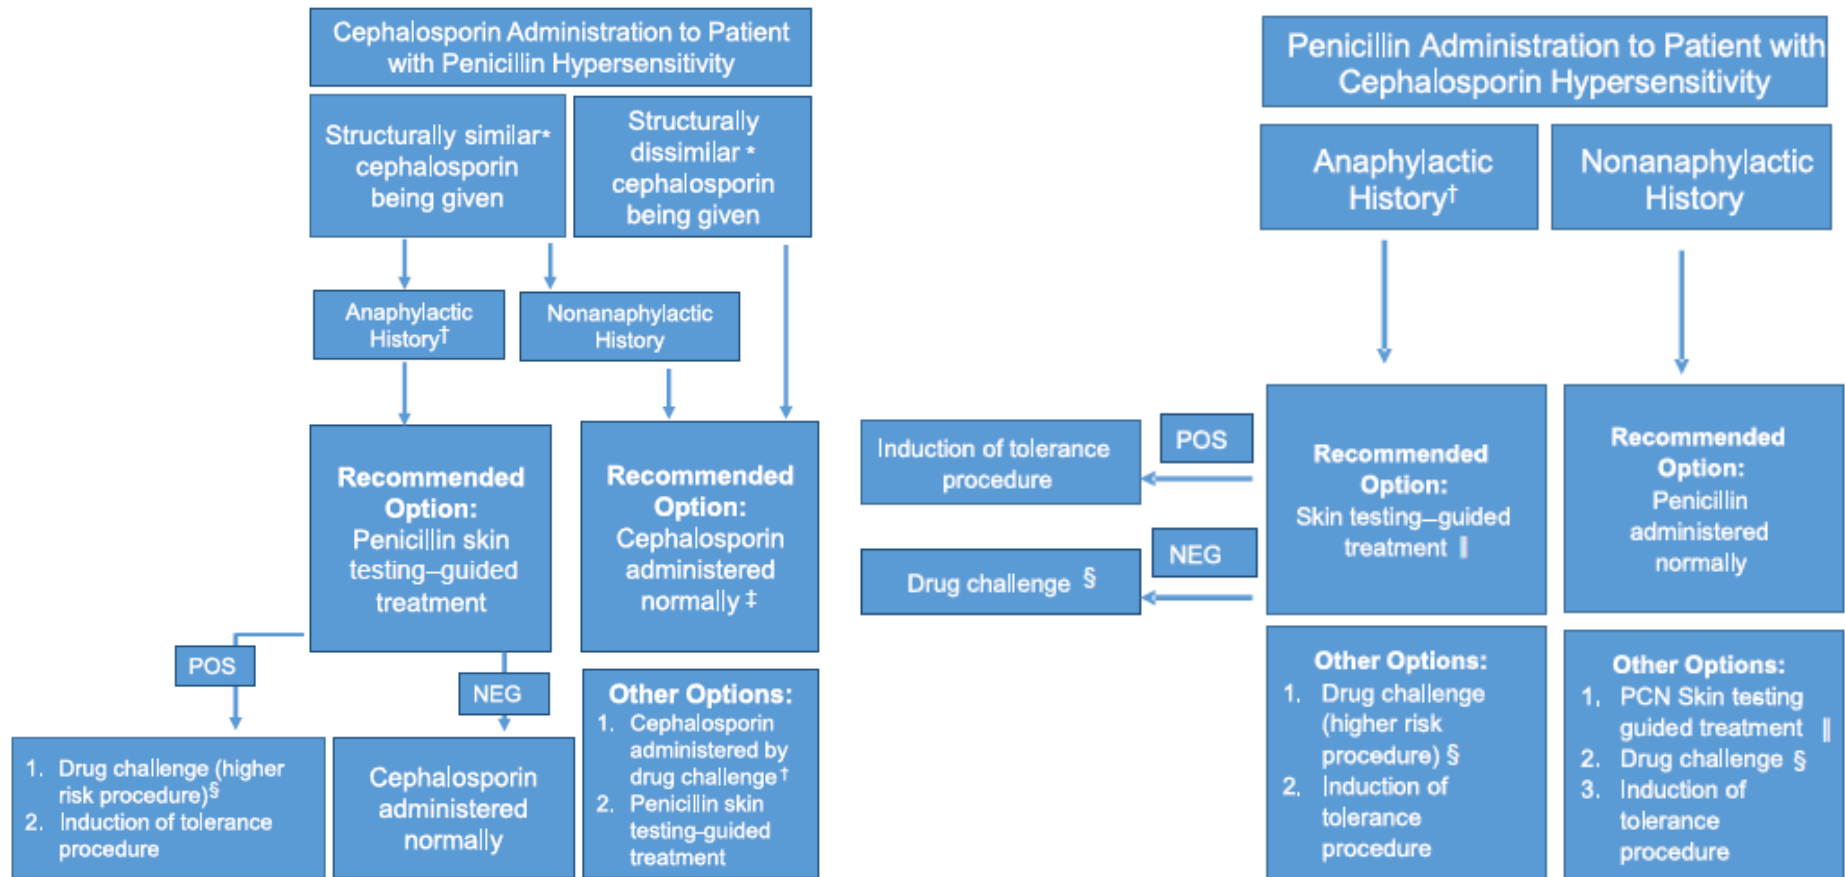 Cephalosporin Administration to Patient
with Penicillin Hypersensitivity
Structurally similar*
cephalosporin
being given
Structurally
dissimilar *
cephalosporin
being given
Anaphylactic
History†
Nonanaphylactic
History
Recommended
Option:
Penicillin skin
testing–guided
treatment
Recommended
Option:
Cephalosporin
administered
normally ‡
POS
NEG
1. Drug challenge (higher
risk procedure)§
2. Induction of tolerance
procedure
Cephalosporin
administered
normally
Other Options:
1. Cephalosporin
administered by
drug challenge†
2. Penicillin skin
testing–guided
treatment
Penicillin Administration to Patient with
Cephalosporin Hypersensitivity
Anaphylactic
History†
Nonanaphylactic
History
Induction of tolerance
procedure
POS
Drug challenge §
NEG
Recommended
Option:
Skin testing–guided
treatment ‖
Recommended
Option:
Penicillin
administered
normally
Other Options:
1. Drug challenge
(higher risk
procedure) §
2. Induction of
tolerance
procedure
Other Options:
1. PCN Skin testing
guided treatment ‖
2. Drug challenge §
3. Induction of
tolerance
procedure